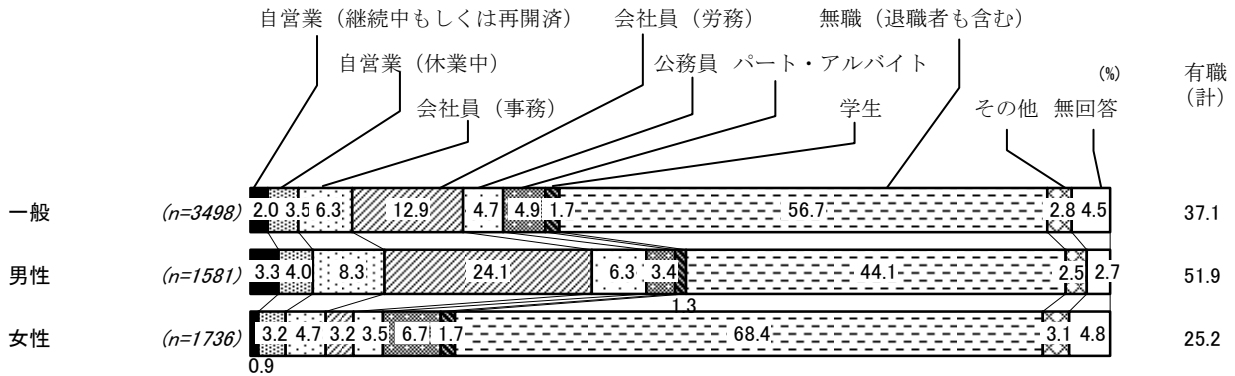 自営業（継続中もしくは再開済） 会社員（労務） 無職（退職者も含む）
自営業（休業中） 公務員 パート・アルバイト (%) 有職（計）
会社員（事務） 学生 その他 無回答
一般 (n=3498) 2.0 3.5 6.3 12.9 4.7 4.9 1.7 56.7 2.8 4.5 37.1
男性 (n=1581) 3.3 4.0 8.3 24.1 6.3 3.4 44.1 2.5 2.7 51.9
1.3
女性 (n=1736) 3.2 4.7 3.2 3.5 6.7 1.7 68.4 3.1 4.8 25.2
0.9